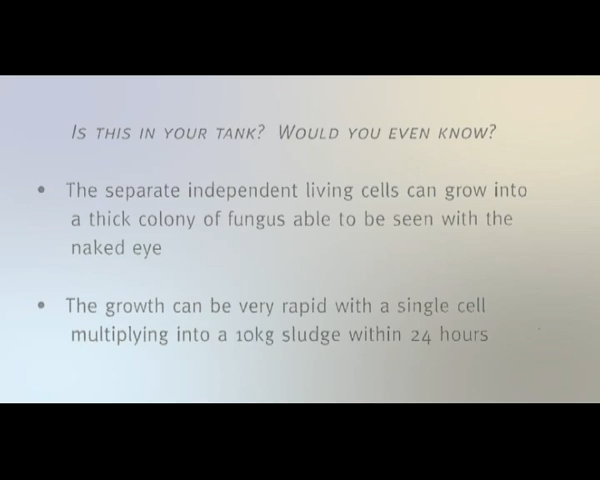 Is this in your tank? Would you even know?
• The separate independent living cells can grow into
a thick colony of fungus able to be seen with the
naked eye
• The growth can be very rapid with a single cell
multiplying into a 10kg sludge within 24 hours